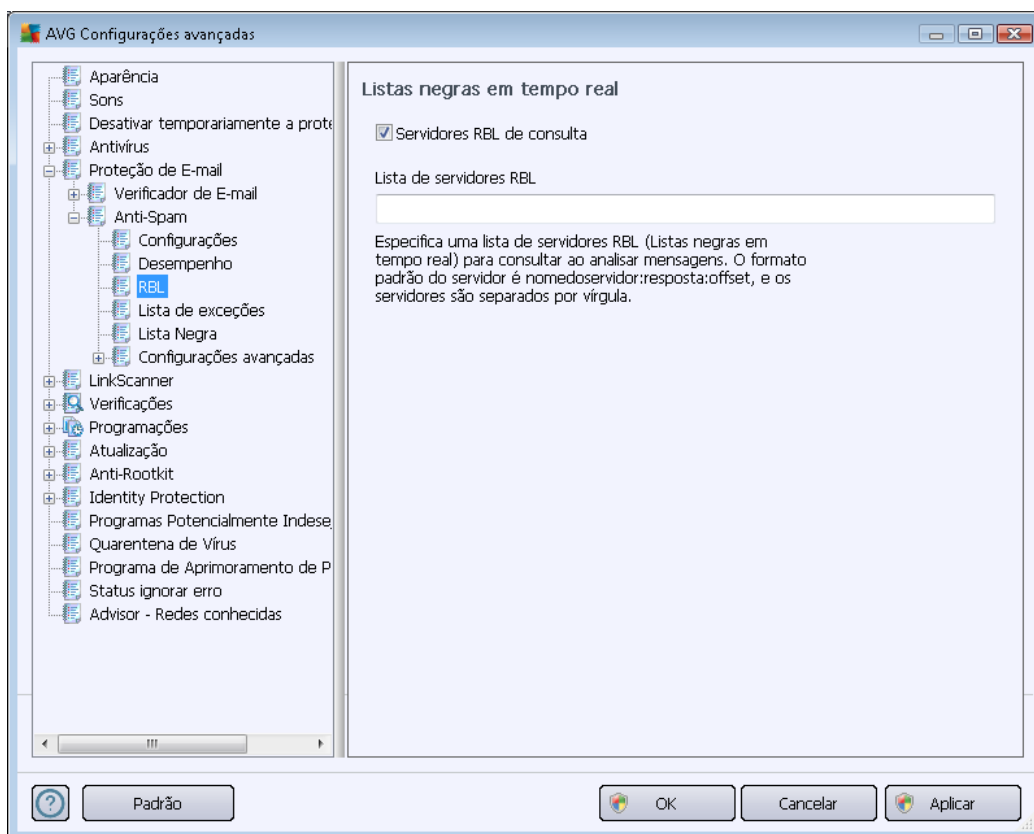 AVG Configurações avançadas
Aparência
Sons
Desativar temporariamente a prote
Antivírus
Proteção de E-mail
Verificador de E-mail
Anti-Spam
Configurações
Desempenho
RBL
Lista de exceções
Lista Negra
Configurações avançadas
LinkScanner
Verificações
Programações
Atualização
Anti-Rootkit
Identity Protection
Programas Potencialmente Indese
Quarentena de Vírus
Programa de Aprimoramento de P
Status ignorar erro
Advisor - Redes conhecidas
Listas negras em tempo real
Servidores RBL de consulta
Lista de servidores RBL
Especifica uma lista de servidores RBL (Listas negras em
tempo real) para consultar ao analisar mensagens. O formato
padrão do servidor é nomedoservidor:resposta:offset, e os
servidores são separados por vírgula.
Padrão
OK
Cancelar
Aplicar